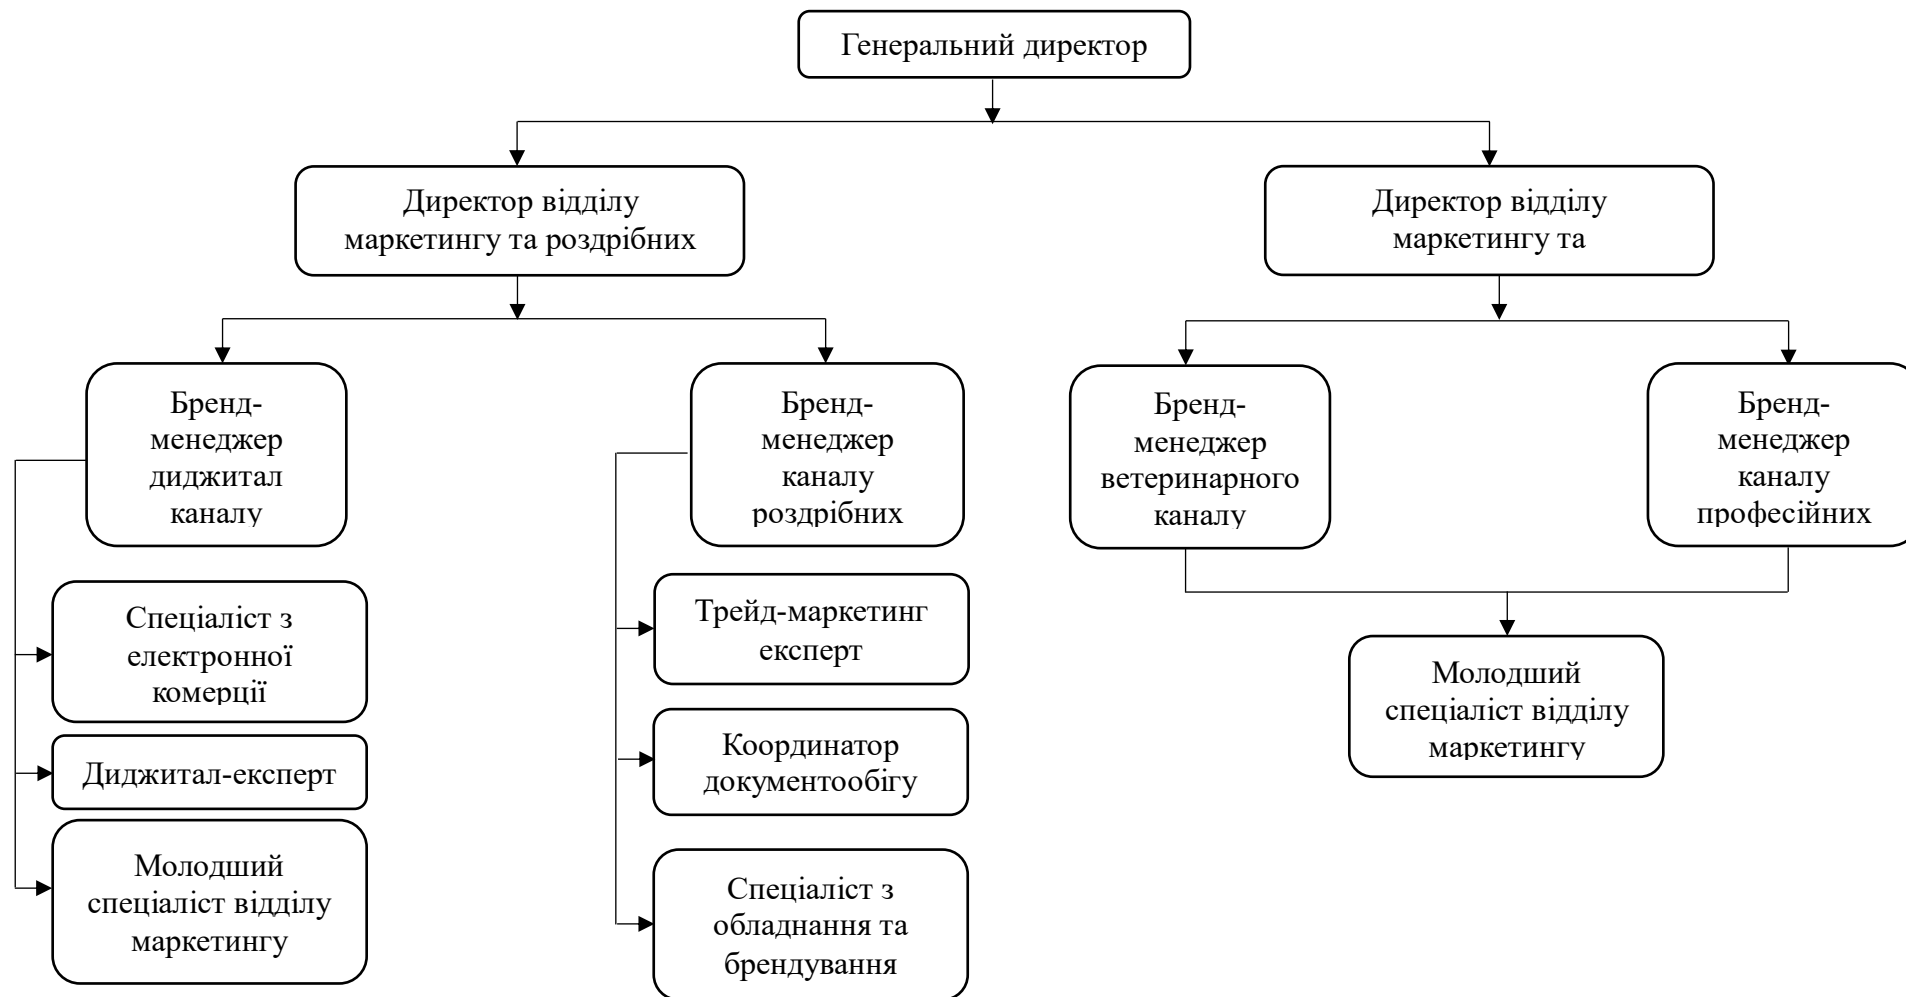 Генеральний директор
Директор відділу
маркетингу та роздрібних
Директор відділу
маркетингу та
Бренд-
менеджер
диджитал
каналу
Бренд-
менеджер
каналу
роздрібних
Бренд-
менеджер
ветеринарного
каналу
Бренд-
менеджер
каналу
професійних
Спеціаліст з
електронної
комерції
Диджитал-експерт
Молодший
спеціаліст відділу
маркетингу
Трейд-маркетинг
експерт
Координатор
документообігу
Спеціаліст з
обладнання та
брендування
Молодший
спеціаліст відділу
маркетингу